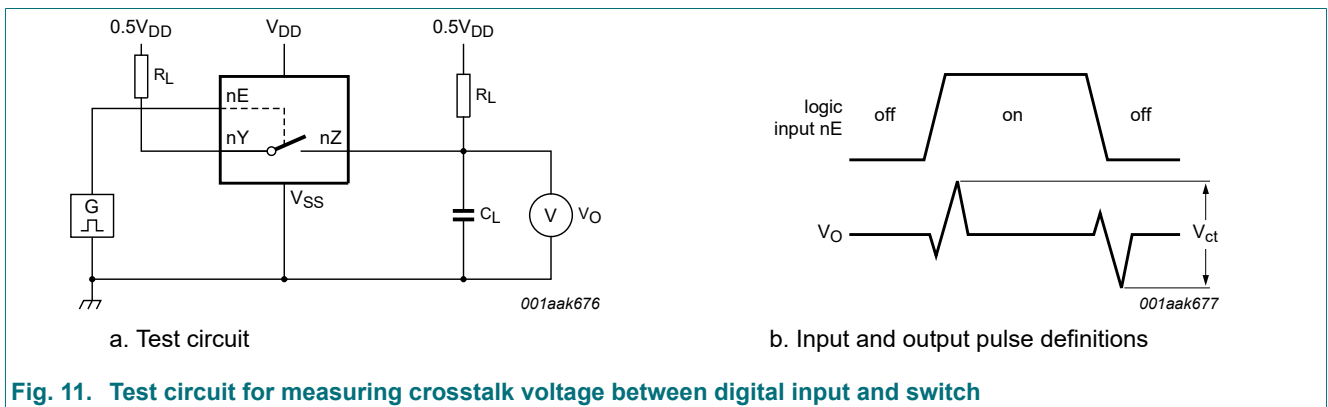 0.5VDD
VDD
0.5VDD
RL
RL
nE
nY
nZ
VSS
G
CL
V
VO
001aak676
a. Test circuit
logic
input nE
off
on
off
VO
Vct
001aak677
b. Input and output pulse definitions
Fig. 11. Test circuit for measuring crosstalk voltage between digital input and switch